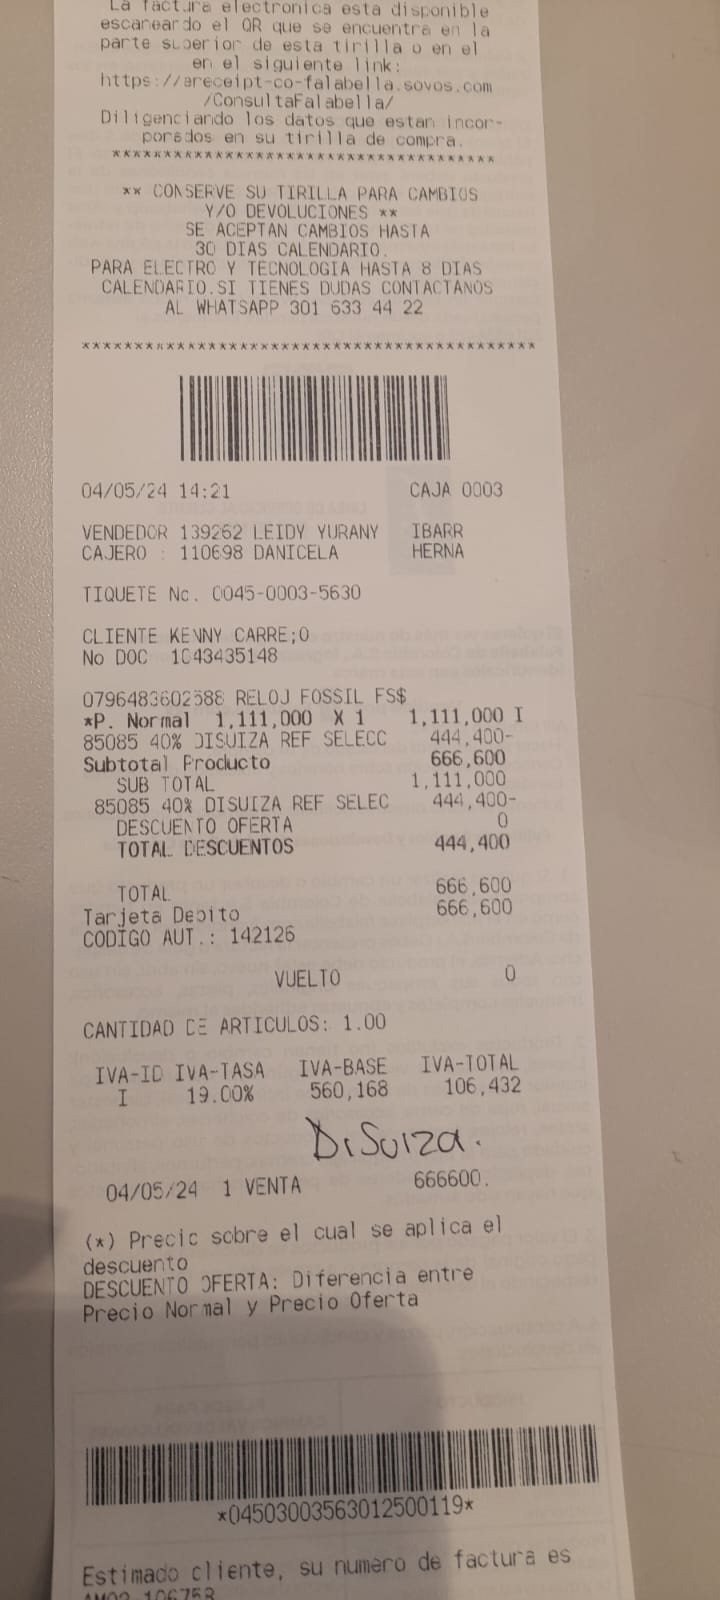 La factura electronica esta disponible
escaneando el QR que se encuentra en la
parte superior de esta tirilla o en el
en el siguiente link:
https://ereceipt-co-falabella.sovos.com
/ConsultaFalabella/
Diligenciando los datos que estan incor-
porados en su tirilla de compra.
*************************************
** CONSERVE SU TIRILLA PARA CAMBIOS
Y/O DEVOLUCIONES **
SE ACEPTAN CAMBIOS HASTA
30 DIAS CALENDARIO.
PARA ELECTRO Y TECNOLOGIA HASTA 8 DIAS
CALENDARIO.SI TIENES DUDAS CONTACTANOS
AL WHATSAPP 301 633 44 22
*******************************************
04/05/24 14:21 CAJA 0003
VENDEDOR 139262 LEIDY YURANY IBARR
CAJERO : 110698 DANICELA HERNA
TIQUETE No. 0045-0003-5630
CLIENTE KENNY CARRE;O
No DOC 1043435148
0796483602588 RELOJ FOSSIL FS$
*P. Normal 1,111,000 X 1 1,111,000 I
85085 40% DISUIZA REF SELECC 444,400-
Subtotal Producto 666,600
SUB TOTAL 1,111,000
85085 40% DISUIZA REF SELEC 444,400-
DESCUENTO OFERTA 0
TOTAL DESCUENTOS 444,400
TOTAL 666,600
Tarjeta Debito 666,600
CODIGO AUT.: 142126
VUELTO 0
CANTIDAD DE ARTICULOS: 1.00
IVA-ID IVA-TASA IVA-BASE IVA-TOTAL
I 19.00% 560,168 106,432
DiSuiza.
04/05/24 1 VENTA 666600.
(*) Precio sobre el cual se aplica el
descuento
DESCUENTO OFERTA: Diferencia entre
Precio Normal y Precio Oferta
*04503003563012500119*
Estimado cliente, su numero de factura es